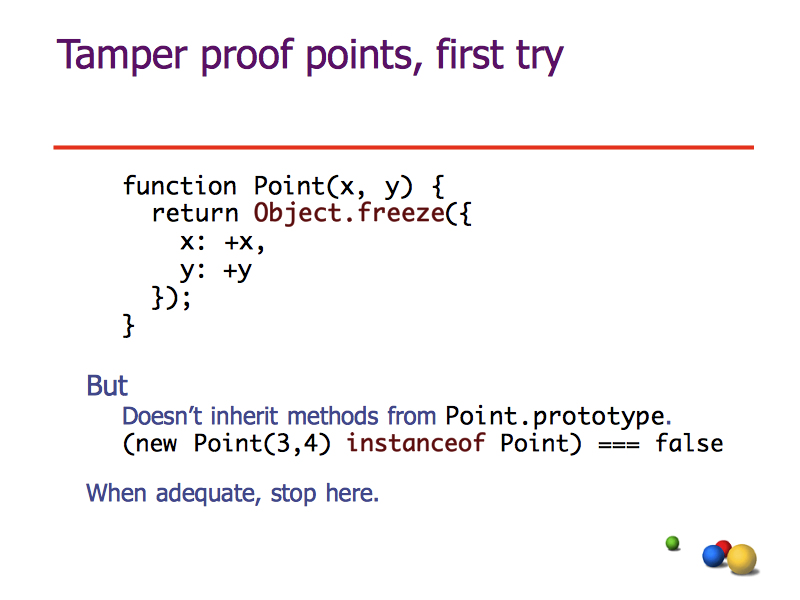 Tamper proof points, first try
function Point(x, y) {
  return Object.freeze({
    x: +x,
    y: +y
  });
}
But
Doesn’t inherit methods from Point.prototype.
(new Point(3,4) instanceof Point) === false
When adequate, stop here.